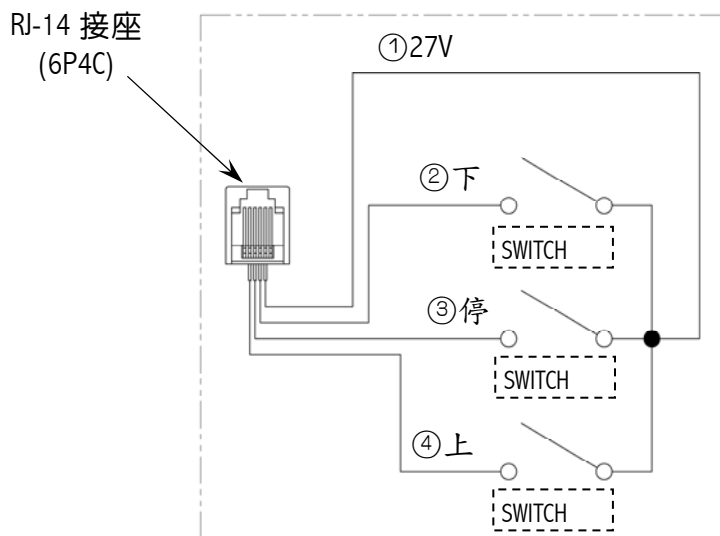 RJ-14 接座
(6P4C)
①27V
②下
SWITCH
③停
SWITCH
④上
SWITCH